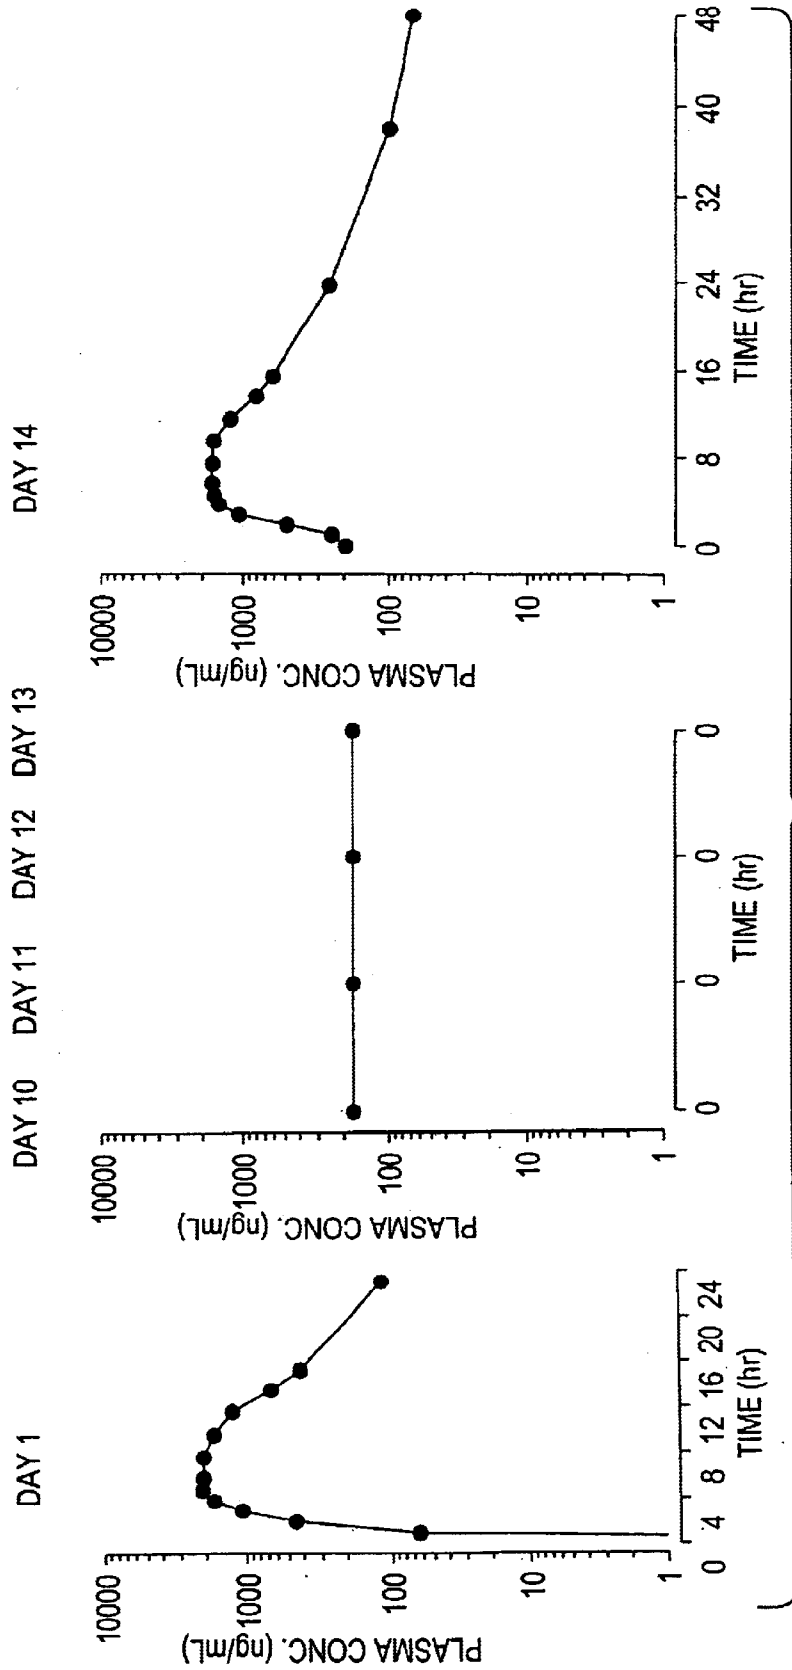 DAY 1
DAY 10 DAY 11 DAY 12 DAY 13
DAY 14
PLASMA CONC. (ng/mL)
10000
1000
100
10
1
0 4 8 12 16 20 24
TIME (hr)
PLASMA CONC. (ng/mL)
10000
1000
100
10
1
0 0 0 0
TIME (hr)
PLASMA CONC. (ng/mL)
10000
1000
100
10
1
0 8 16 24 32 40 48
TIME (hr)